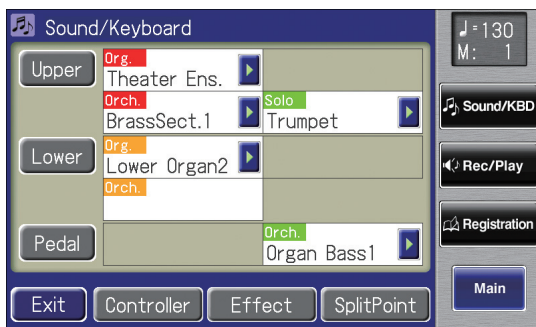 Sound/Keyboard
♩=130
M: 1
Upper
Org.
Theater Ens.
Orch.
BrassSect.1
Solo
Trumpet
Lower
Org.
Lower Organ2
Orch.
Pedal
Orch.
Organ Bass1
Exit
Controller
Effect
SplitPoint
Sound/KBD
Rec/Play
Registration
Main